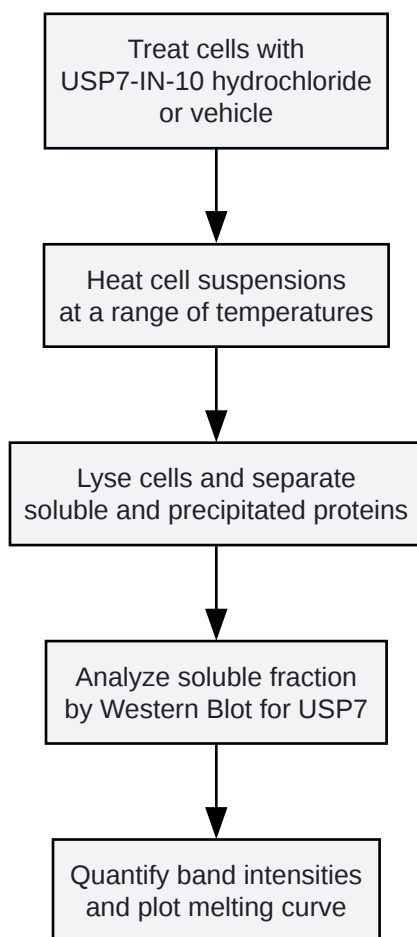 Treat cells with
USP7-IN-10 hydrochloride
or vehicle
Heat cell suspensions
at a range of temperatures
Lyse cells and separate
soluble and precipitated proteins
Analyze soluble fraction
by Western Blot for USP7
Quantify band intensities
and plot melting curve